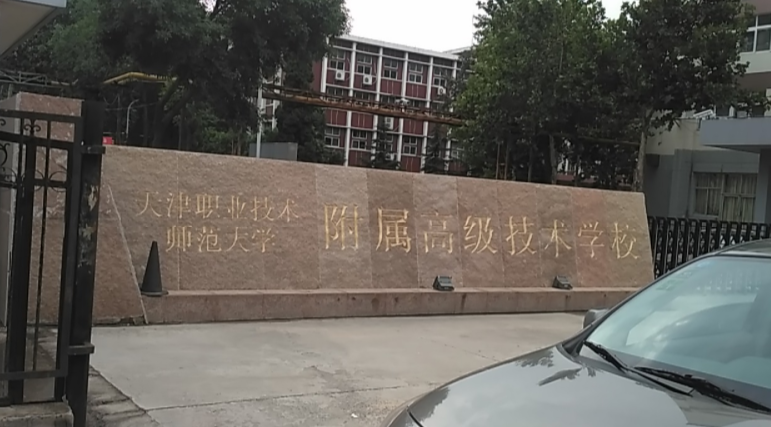 天津职业技术
师范大学
附属高级技术学校